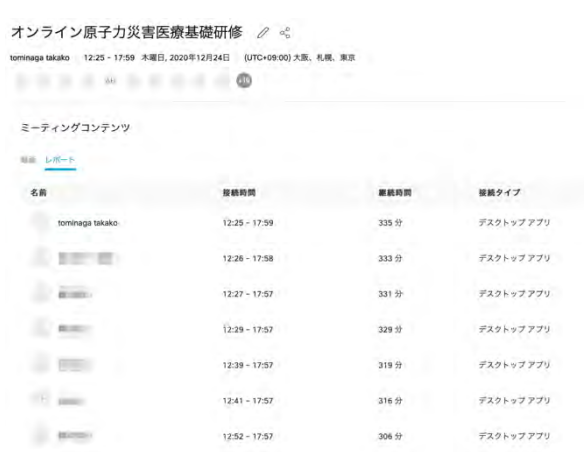 オンライン原子力災害医療基礎研修
tominaga takako 12:25 - 17:59 木曜日, 2020年12月24日 (UTC+09:00) 大阪、札幌、東京
+16
ミーティングコンテンツ
レポート
名前 接続時間 継続時間 接続タイプ
tominaga takako 12:25 - 17:59 335 分 デスクトップ アプリ
12:26 - 17:58 333 分 デスクトップ アプリ
12:27 - 17:57 331 分 デスクトップ アプリ
12:29 - 17:57 329 分 デスクトップ アプリ
12:39 - 17:57 319 分 デスクトップ アプリ
12:41 - 17:57 316 分 デスクトップ アプリ
12:52 - 17:57 306 分 デスクトップ アプリ